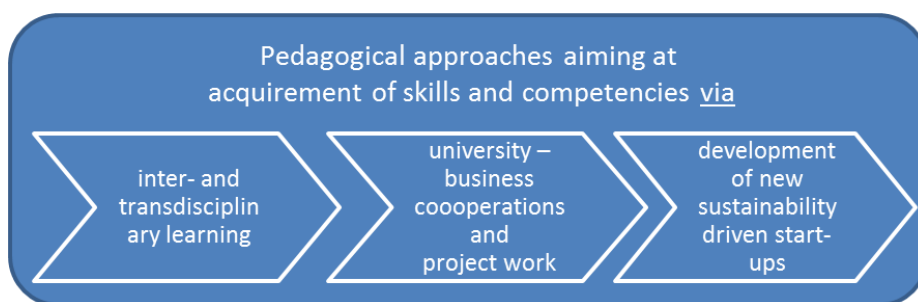 Pedagogical approaches aiming at
acquirement of skills and competencies via
inter- and
transdisciplin
ary learning
university –
business
coooperations
and
project work
development
of new
sustainability
driven start-
ups